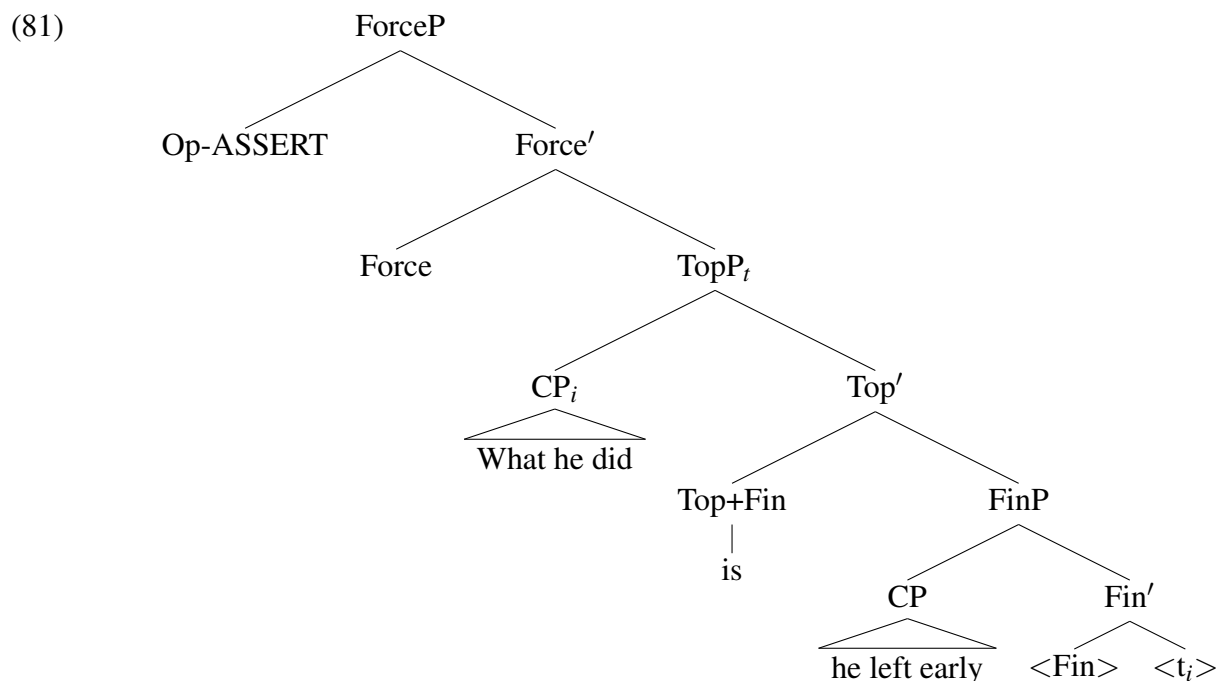 (81) ForceP
Op-ASSERT Force′
Force TopP_t
CP_i Top′
What he did
Top+Fin FinP
is
CP Fin′
he left early <Fin> <t_i>